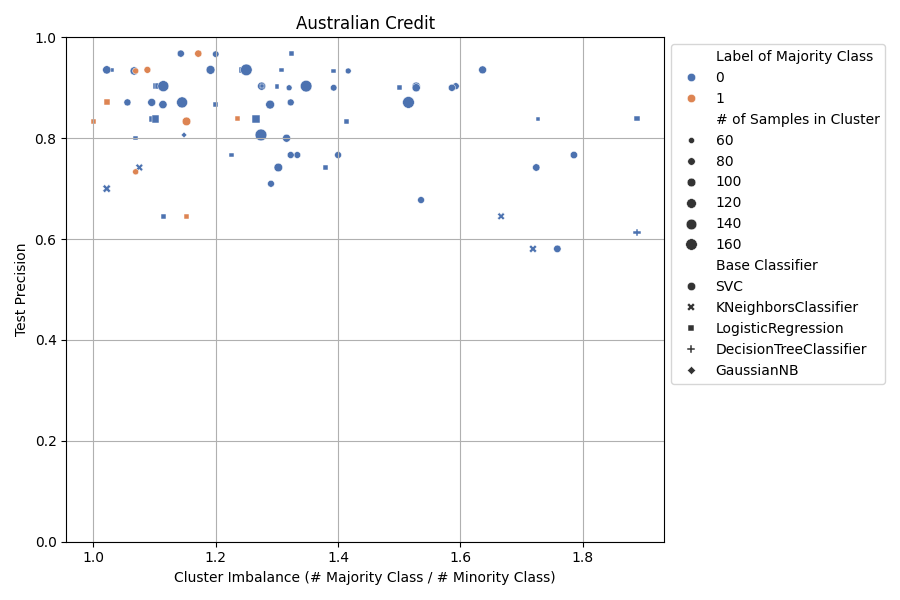 Australian Credit
Test Precision
1.0
0.8
0.6
0.4
0.2
0.0
1.0 1.2 1.4 1.6 1.8
Cluster Imbalance (# Majority Class / # Minority Class)
Label of Majority Class
0
1
# of Samples in Cluster
60
80
100
120
140
160
Base Classifier
SVC
KNeighborsClassifier
LogisticRegression
DecisionTreeClassifier
GaussianNB